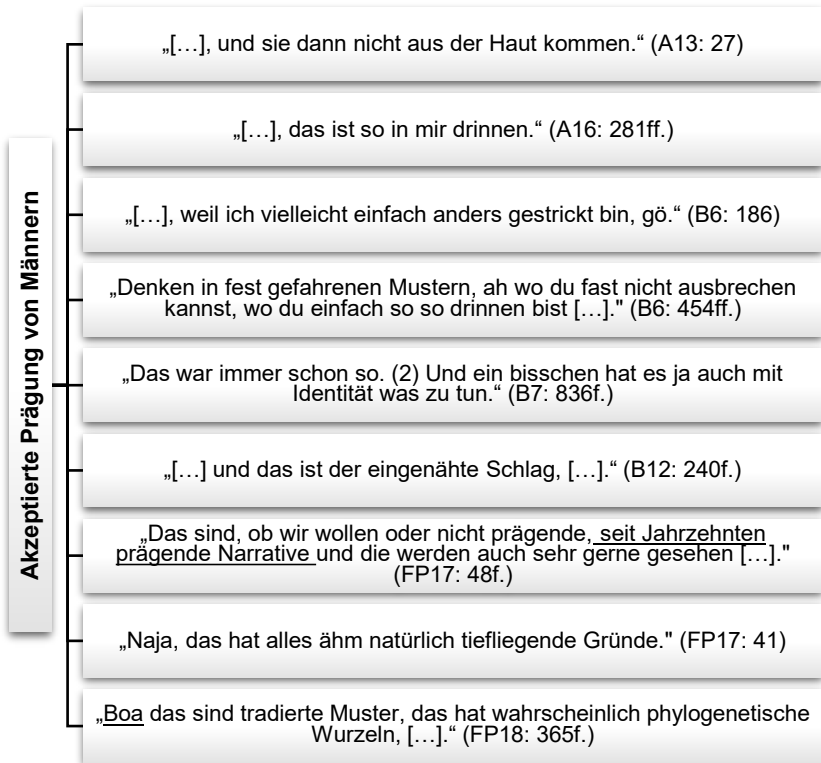 Akzeptierte Prägung von Männern
„[…], und sie dann nicht aus der Haut kommen.“ (A13: 27)
„[…], das ist so in mir drinnen.“ (A16: 281ff.)
„[…], weil ich vielleicht einfach anders gestrickt bin, gö.“ (B6: 186)
„Denken in fest gefahrenen Mustern, ah wo du fast nicht ausbrechen
kannst, wo du einfach so so drinnen bist […]." (B6: 454ff.)
„Das war immer schon so. (2) Und ein bisschen hat es ja auch mit
Identität was zu tun.“ (B7: 836f.)
„[…] und das ist der eingenähte Schlag, […].“ (B12: 240f.)
„Das sind, ob wir wollen oder nicht prägende, seit Jahrzehnten
prägende Narrative und die werden auch sehr gerne gesehen […]."
(FP17: 48f.)
„Naja, das hat alles ähm natürlich tiefliegende Gründe." (FP17: 41)
„Boa das sind tradierte Muster, das hat wahrscheinlich phylogenetische
Wurzeln, […].“ (FP18: 365f.)